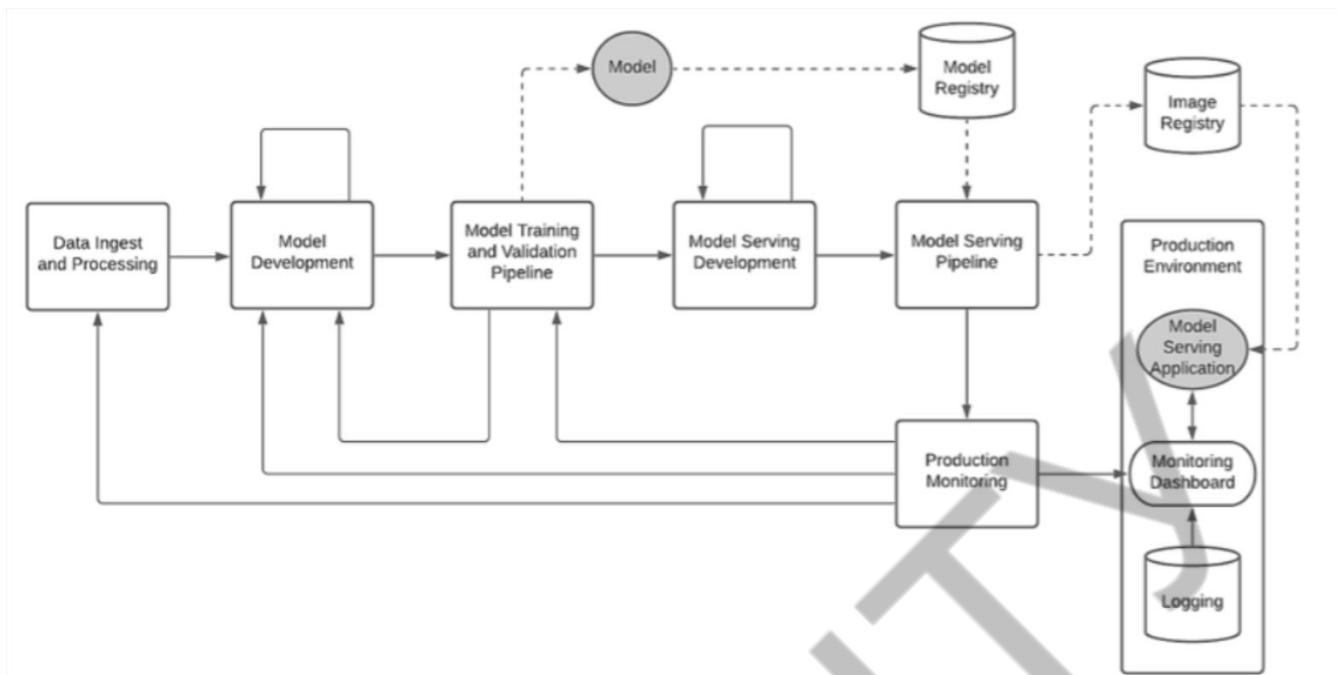 Model
Model
Registry
Image
Registry
Data Ingest
and Processing
Model
Development
Model Training
and Validation
Pipeline
Model Serving
Development
Model Serving
Pipeline
Production
Environment
Model
Serving
Application
Production
Monitoring
Monitoring
Dashboard
Logging